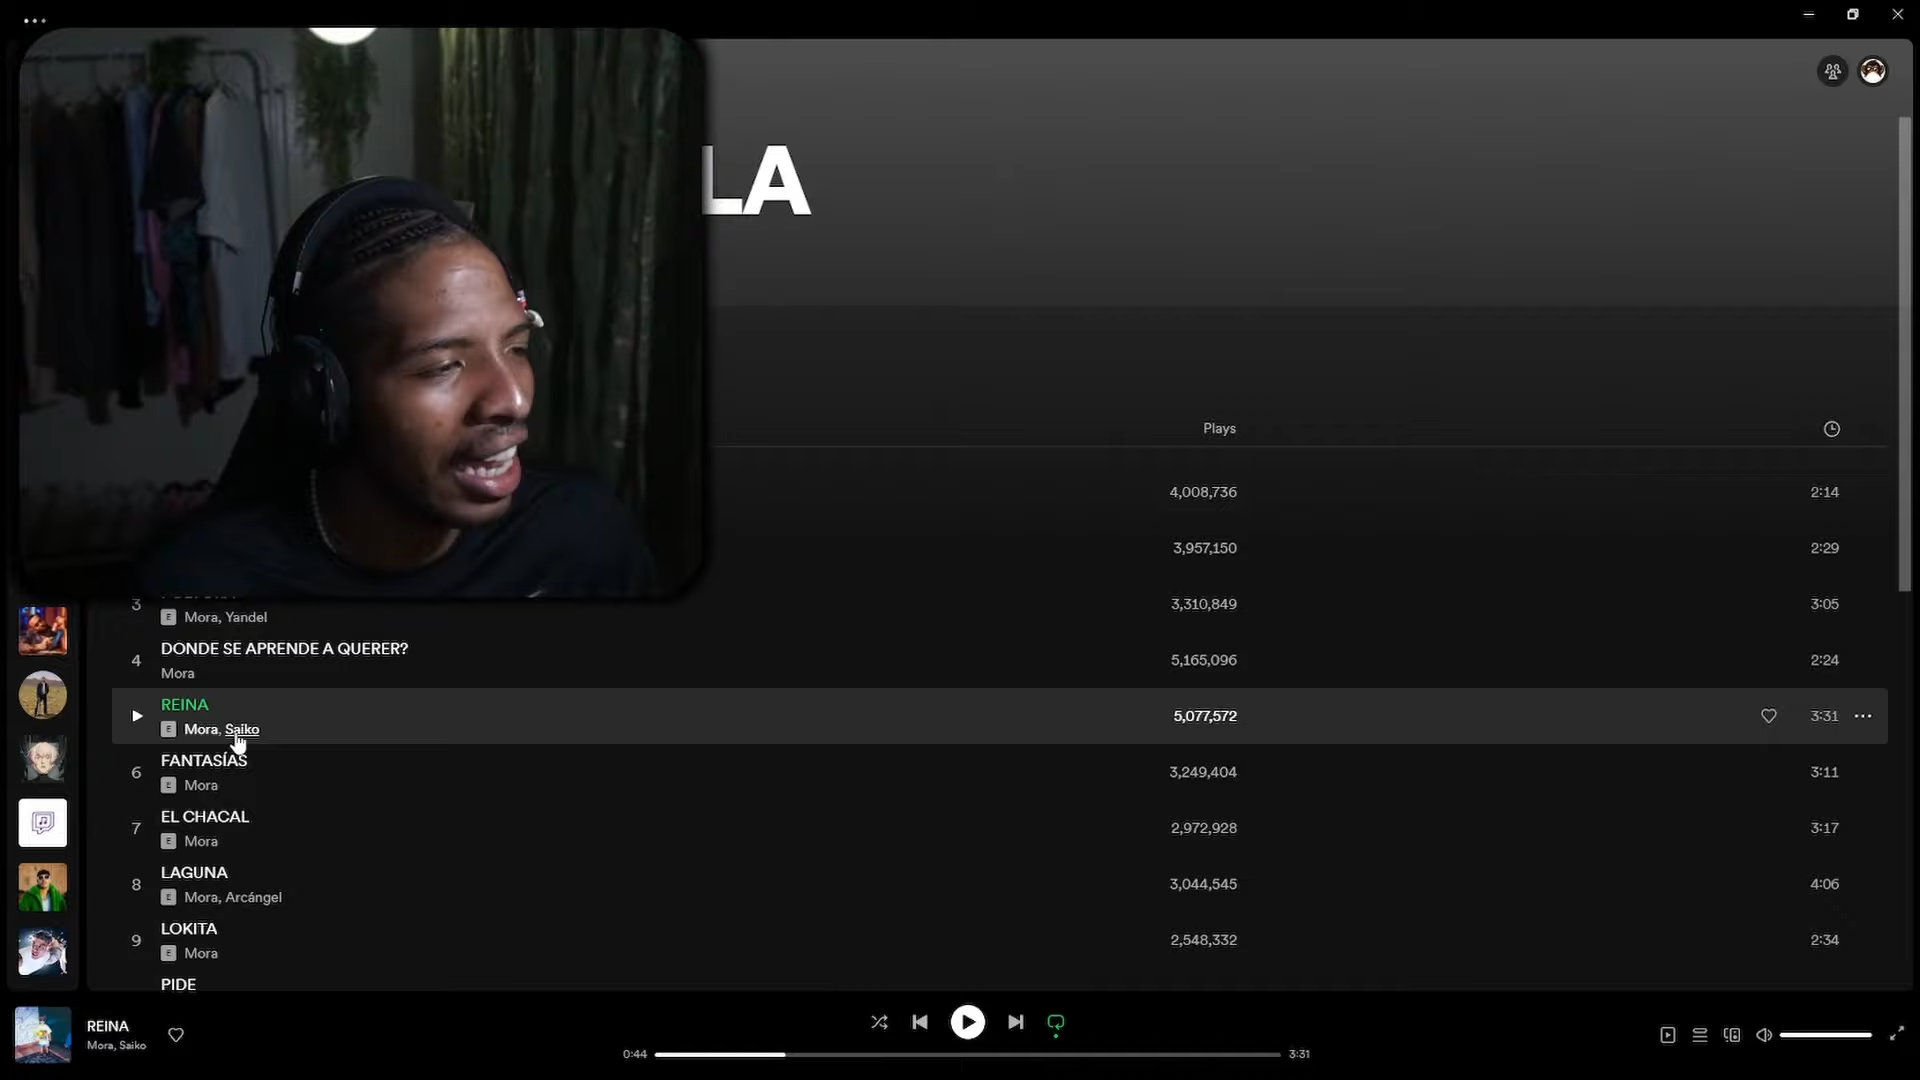 LA
Plays
4,008,736 2:14
3,957,150 2:29
3 3,310,849 3:05
E Mora, Yandel
DONDE SE APRENDE A QUERER?
4 5,165,096 2:24
Mora
REINA
5,077,572 3:31
E Mora, Saiko
FANTASÍAS
6 3,249,404 3:11
E Mora
EL CHACAL
7 2,972,928 3:17
E Mora
LAGUNA
8 3,044,545 4:06
E Mora, Arcángel
LOKITA
9 2,548,332 2:34
E Mora
PIDE
REINA
Mora, Saiko
0:44 3:31